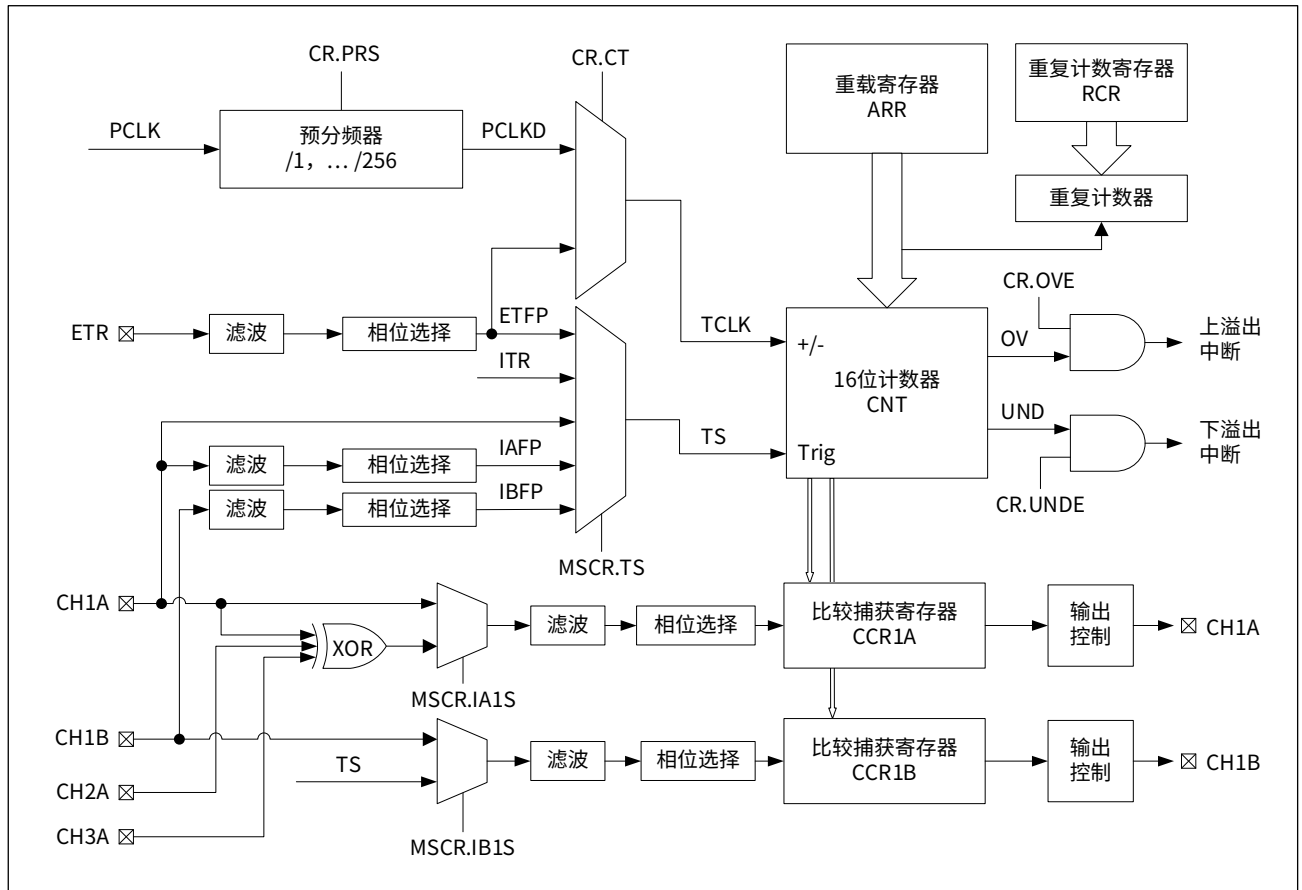 CR.PRS
CR.CT
PCLK
预分频器
/1，… /256
PCLKD
重载寄存器
ARR
重复计数寄存器
RCR
重复计数器
ETR
滤波
相位选择
ETFP
ITR
TCLK
+/-
16位计数器
CNT
Trig
OV
UND
CR.OVE
上溢出
中断
下溢出
中断
CR.UNDE
TS
滤波
相位选择
IAFP
滤波
相位选择
IBFP
MSCR.TS
CH1A
XOR
MSCR.IA1S
滤波
相位选择
比较捕获寄存器
CCR1A
输出
控制
CH1A
CH1B
TS
MSCR.IB1S
滤波
相位选择
比较捕获寄存器
CCR1B
输出
控制
CH1B
CH2A
CH3A